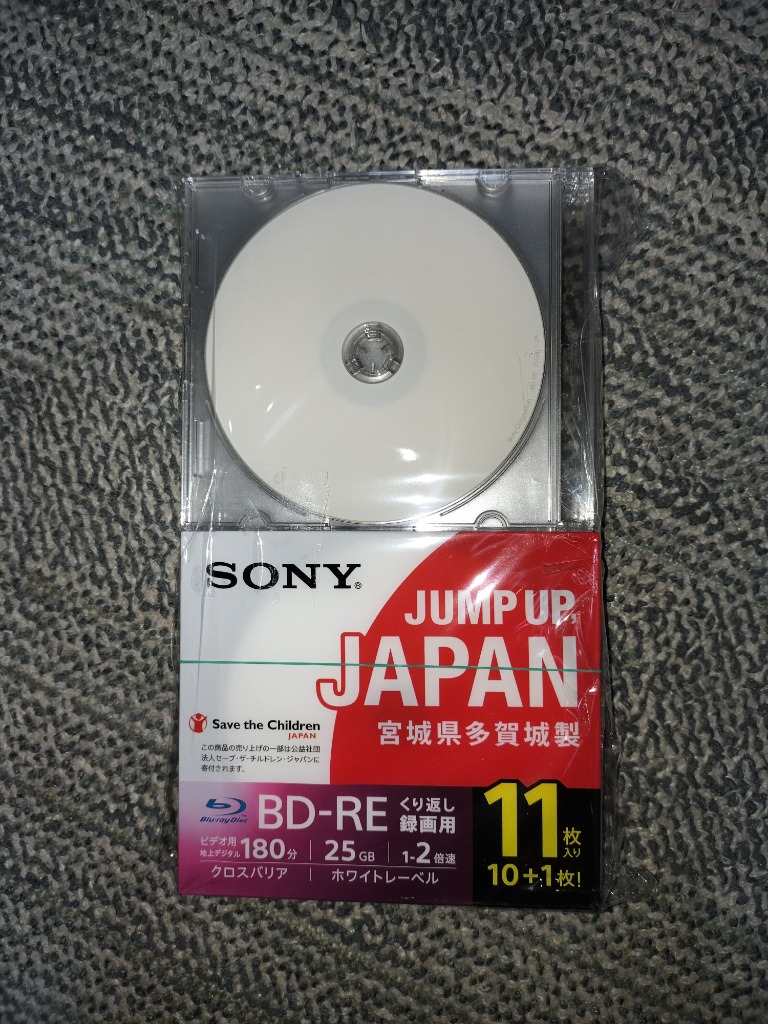 SONY®
JUMP UP,
JAPAN
宮城県多賀城製
Save the Children
JAPAN
この商品の売り上げの一部は公益社団
法人セーブ・ザ・チルドレン・ジャパンに
寄付されます。
Blu-ray Disc
BD-RE
くり返し
録画用
11枚入り
10+1枚!
ビデオ用
地上デジタル 180分
25GB
1-2倍速
クロスバリア
ホワイトレーベル